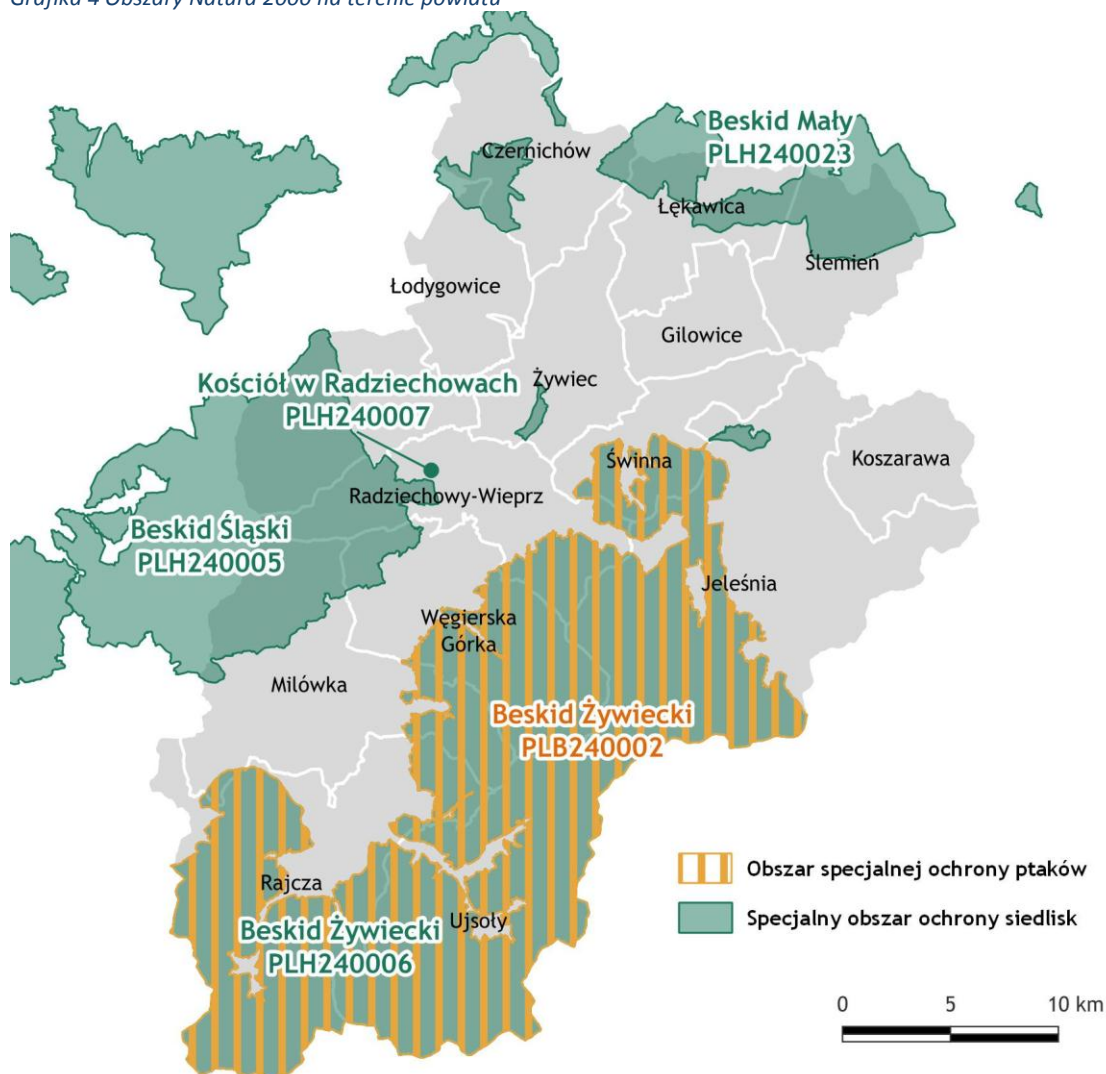 Grafika 4 Obszary Natura 2000 na terenie powiatu
Czernichów
Beskid Mały
PLH240023
Łękawica
Ślemień
Łodygowice
Gilowice
Kościół w Radziechowach
PLH240007
Żywiec
Świnna
Koszarawa
Radziechowy-Wieprz
Beskid Śląski
PLH240005
Jeleśnia
Węgierska
Górka
Milówka
Beskid Żywiecki
PLB240002
Rajcza
Ujsoły
Beskid Żywiecki
PLH240006
Obszar specjalnej ochrony ptaków
Specjalny obszar ochrony siedlisk
0 5 10 km